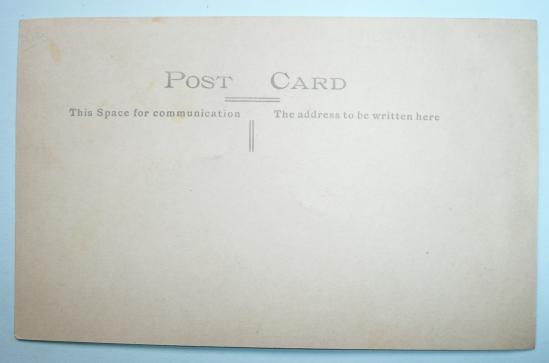 POST CARD
This Space for communication
The address to be written here